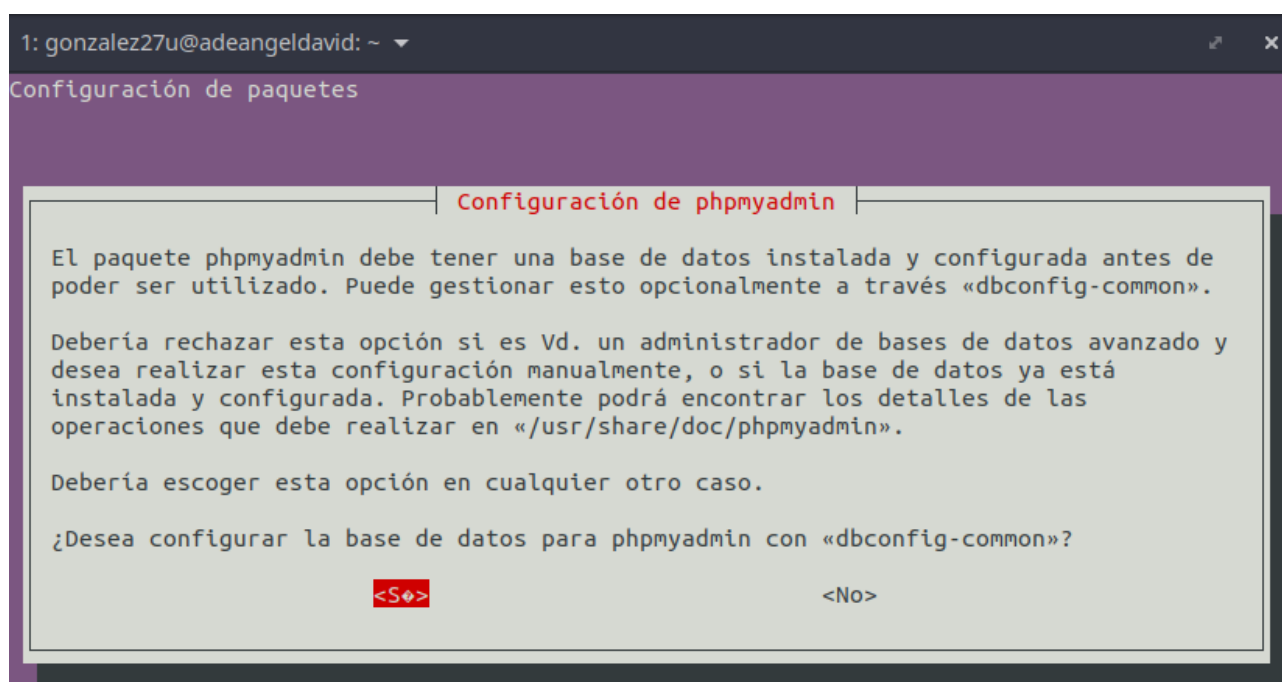 1: gonzalez27u@adeangeldavid: ~
Configuración de paquetes
Configuración de phpmyadmin
El paquete phpmyadmin debe tener una base de datos instalada y configurada antes de
poder ser utilizado. Puede gestionar esto opcionalmente a través «dbconfig-common».
Debería rechazar esta opción si es Vd. un administrador de bases de datos avanzado y
desea realizar esta configuración manualmente, o si la base de datos ya está
instalada y configurada. Probablemente podrá encontrar los detalles de las
operaciones que debe realizar en «/usr/share/doc/phpmyadmin».
Debería escoger esta opción en cualquier otro caso.
¿Desea configurar la base de datos para phpmyadmin con «dbconfig-common»?
<S�> <No>